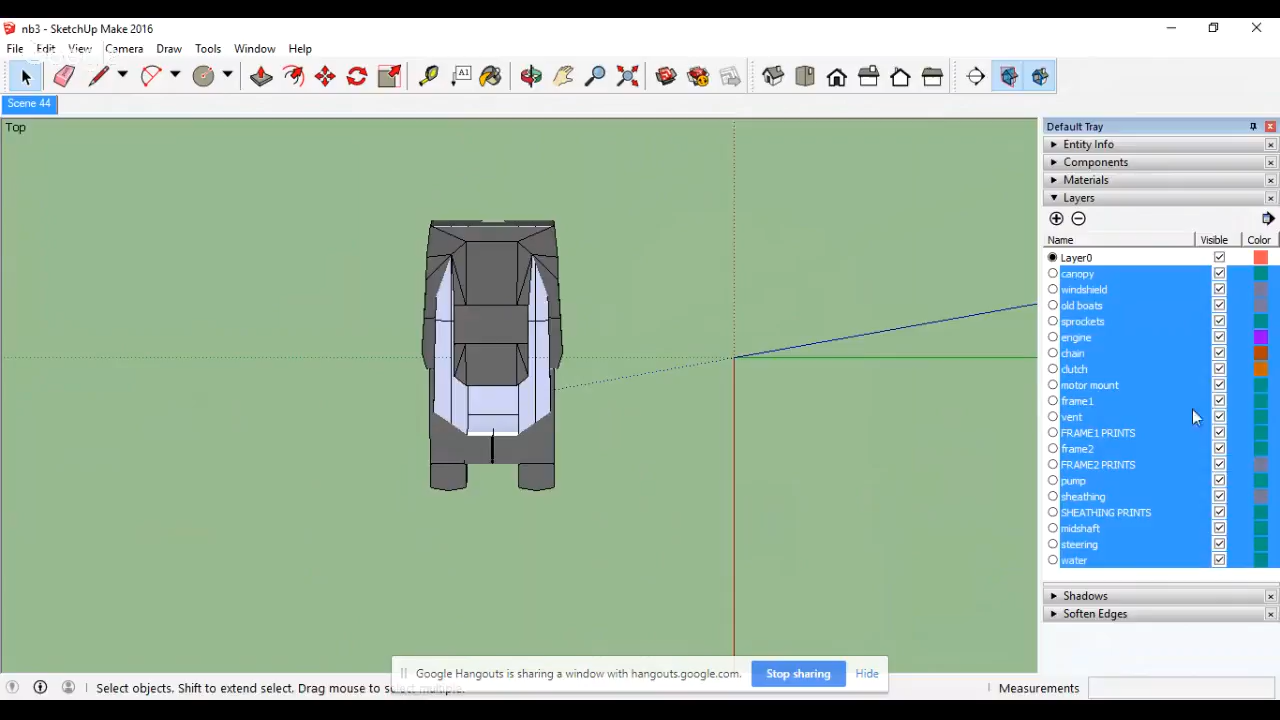 nb3 - SketchUp Make 2016
File Edit View Camera Draw Tools Window Help
A1
Scene 44
Top
Default Tray
Entity Info
Components
Materials
Layers
Name Visible Color
Layer0
canopy
windshield
old boats
sprockets
engine
chain
clutch
motor mount
frame1
vent
FRAME1 PRINTS
frame2
FRAME2 PRINTS
pump
sheathing
SHEATHING PRINTS
midshaft
steering
water
Shadows
Soften Edges
Google Hangouts is sharing a window with hangouts.google.com. Stop sharing Hide
Select objects. Shift to extend select. Drag mouse to select multiple.
Measurements